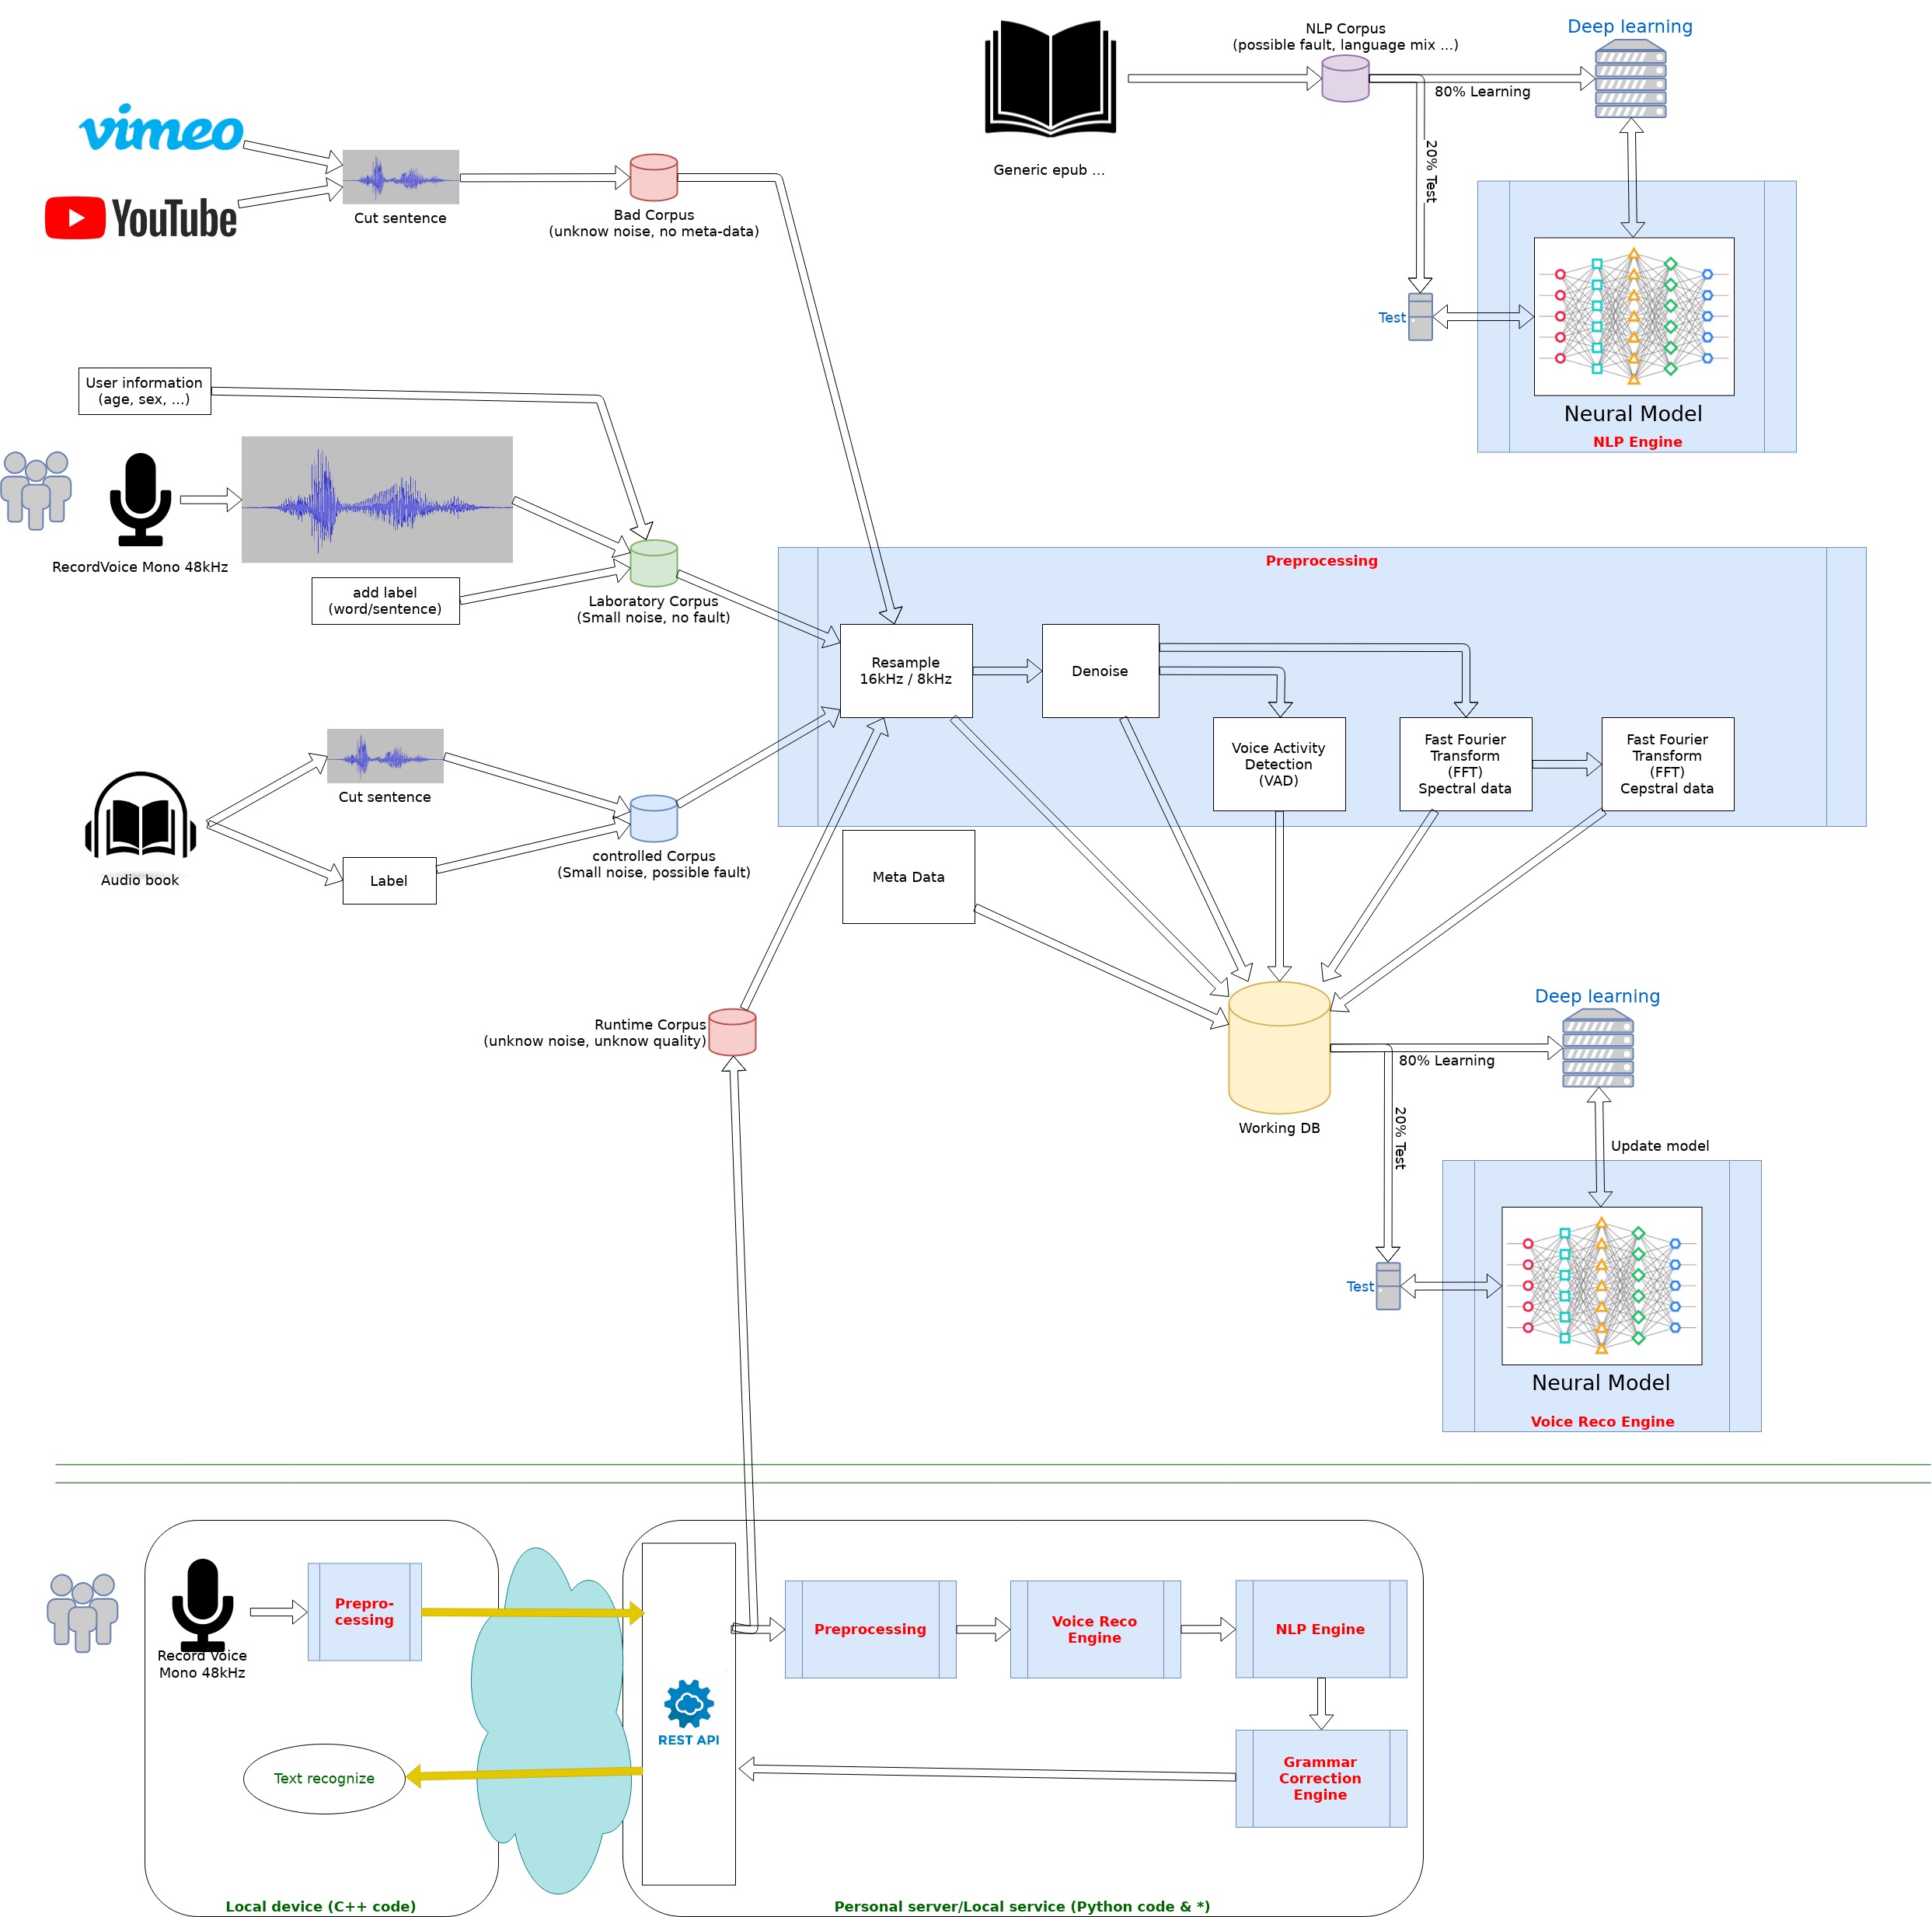 NLP Corpus
(possible fault, language mix ...)
Deep learning
80% Learning
20% Test
Generic epub ...
vimeo
YouTube
Cut sentence
Bad Corpus
(unknow noise, no meta-data)
Test
Neural Model
NLP Engine
User information
(age, sex, ...)
RecordVoice Mono 48kHz
add label
(word/sentence)
Laboratory Corpus
(Small noise, no fault)
Preprocessing
Resample
16kHz / 8kHz
Denoise
Voice Activity
Detection
(VAD)
Fast Fourier
Transform
(FFT)
Spectral data
Fast Fourier
Transform
(FFT)
Cepstral data
Cut sentence
Audio book
Label
controlled Corpus
(Small noise, possible fault)
Meta Data
Runtime Corpus
(unknow noise, unknow quality)
Working DB
Deep learning
80% Learning
20% Test
Update model
Test
Neural Model
Voice Reco Engine
Record Voice
Mono 48kHz
Prepro-
cessing
Text recognize
Local device (C++ code)
REST API
Preprocessing
Voice Reco
Engine
NLP Engine
Grammar
Correction
Engine
Personal server/Local service (Python code & *)